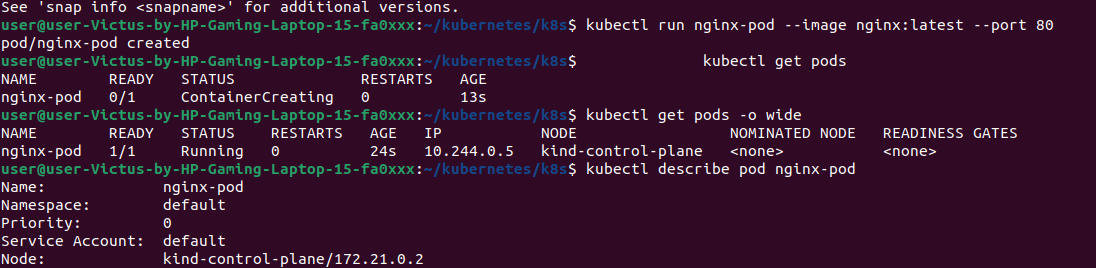 See 'snap info <snapname>' for additional versions.
user@user-Victus-by-HP-Gaming-Laptop-15-fa0xxx:~/kubernetes/k8s$ kubectl run nginx-pod --image nginx:latest --port 80
pod/nginx-pod created
user@user-Victus-by-HP-Gaming-Laptop-15-fa0xxx:~/kubernetes/k8s$               kubectl get pods
NAME        READY   STATUS              RESTARTS   AGE
nginx-pod   0/1     ContainerCreating   0          13s
user@user-Victus-by-HP-Gaming-Laptop-15-fa0xxx:~/kubernetes/k8s$ kubectl get pods -o wide
NAME        READY   STATUS    RESTARTS   AGE   IP           NODE                 NOMINATED NODE   READINESS GATES
nginx-pod   1/1     Running   0          24s   10.244.0.5   kind-control-plane   <none>           <none>
user@user-Victus-by-HP-Gaming-Laptop-15-fa0xxx:~/kubernetes/k8s$ kubectl describe pod nginx-pod
Name:             nginx-pod
Namespace:        default
Priority:         0
Service Account:  default
Node:             kind-control-plane/172.21.0.2